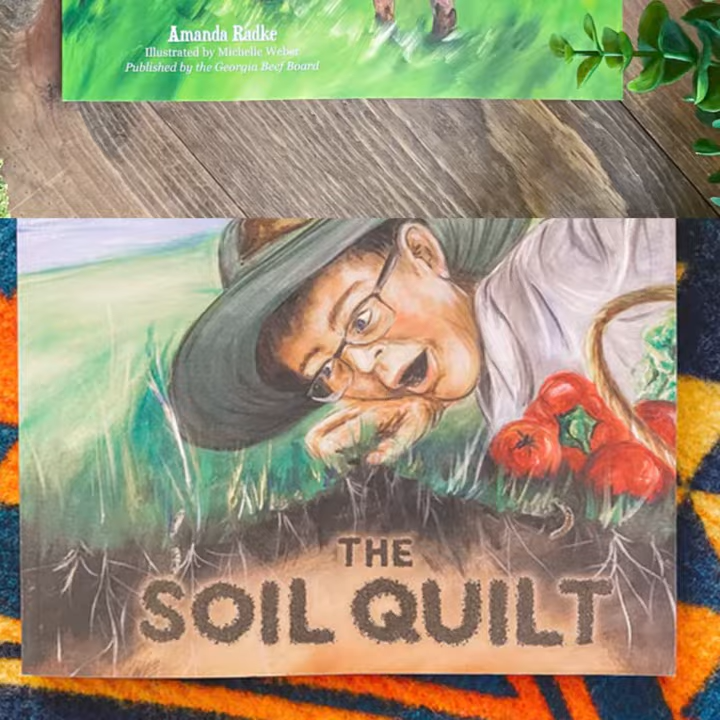 Amanda Radke
Illustrated by Michelle Weber
Published by the Georgia Beef Board
THE
SOIL QUILT